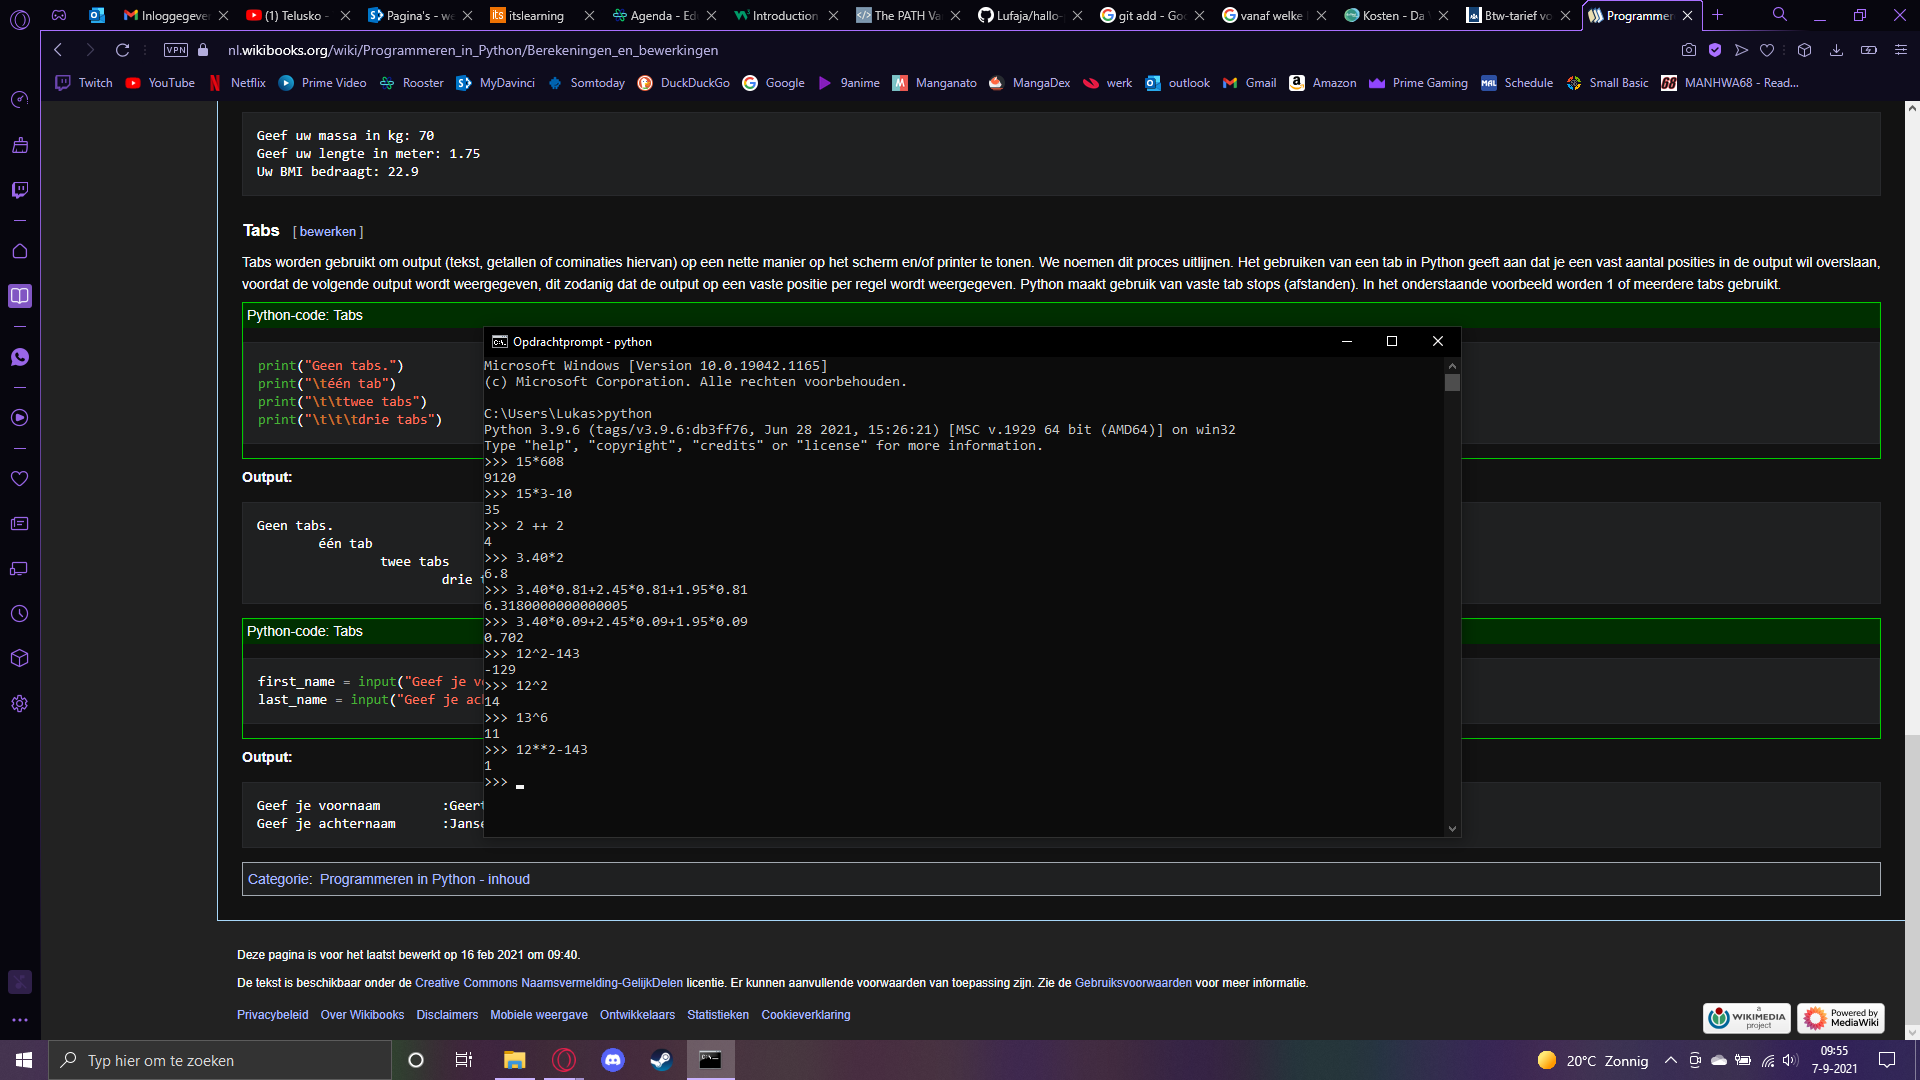 Inloggegeve
(1) Telusko -
Pagina's - we
itslearning
Agenda - Ed
Introduction
The PATH Va
Lufaja/hallo-
git add - Goo
vanaf welke
Kosten - Da V
Btw-tarief vo
Programmer
VPN
nl.wikibooks.org/wiki/Programmeren_in_Python/Berekeningen_en_bewerkingen
Twitch
YouTube
Netflix
Prime Video
Rooster
MyDavinci
Somtoday
DuckDuckGo
Google
9anime
Manganato
MangaDex
werk
outlook
Gmail
Amazon
Prime Gaming
Schedule
Small Basic
MANHWA68 - Read...
Geef uw massa in kg: 70
Geef uw lengte in meter: 1.75
Uw BMI bedraagt: 22.9
Tabs [ bewerken ]
Tabs worden gebruikt om output (tekst, getallen of cominaties hiervan) op een nette manier op het scherm en/of printer te tonen. We noemen dit proces uitlijnen. Het gebruiken van een tab in Python geeft aan dat je een vast aantal posities in de output wil overslaan,
voordat de volgende output wordt weergegeven, dit zodanig dat de output op een vaste positie per regel wordt weergegeven. Python maakt gebruik van vaste tab stops (afstanden). In het onderstaande voorbeeld worden 1 of meerdere tabs gebruikt.
Python-code: Tabs
print("Geen tabs.")
print("\téén tab")
print("\t\ttwee tabs")
print("\t\t\tdrie tabs")
Output:
Geen tabs.
één tab
twee tabs
drie t
Python-code: Tabs
first_name = input("Geef je vo
last_name = input("Geef je ach
Output:
Geef je voornaam :Geert
Geef je achternaam :Janse
Opdrachtprompt - python
Microsoft Windows [Version 10.0.19042.1165]
(c) Microsoft Corporation. Alle rechten voorbehouden.
C:\Users\Lukas>python
Python 3.9.6 (tags/v3.9.6:db3ff76, Jun 28 2021, 15:26:21) [MSC v.1929 64 bit (AMD64)] on win32
Type "help", "copyright", "credits" or "license" for more information.
>>> 15*608
9120
>>> 15*3-10
35
>>> 2 ++ 2
4
>>> 3.40*2
6.8
>>> 3.40*0.81+2.45*0.81+1.95*0.81
6.3180000000000005
>>> 3.40*0.09+2.45*0.09+1.95*0.09
0.702
>>> 12^2-143
-129
>>> 12^2
14
>>> 13^6
11
>>> 12**2-143
1
>>>
Categorie: Programmeren in Python - inhoud
Deze pagina is voor het laatst bewerkt op 16 feb 2021 om 09:40.
De tekst is beschikbaar onder de Creative Commons Naamsvermelding-GelijkDelen licentie. Er kunnen aanvullende voorwaarden van toepassing zijn. Zie de Gebruiksvoorwaarden voor meer informatie.
Privacybeleid Over Wikibooks Disclaimers Mobiele weergave Ontwikkelaars Statistieken Cookieverklaring
a WIKIMEDIA project
Powered by MediaWiki
Typ hier om te zoeken
20°C Zonnig
09:55
7-9-2021